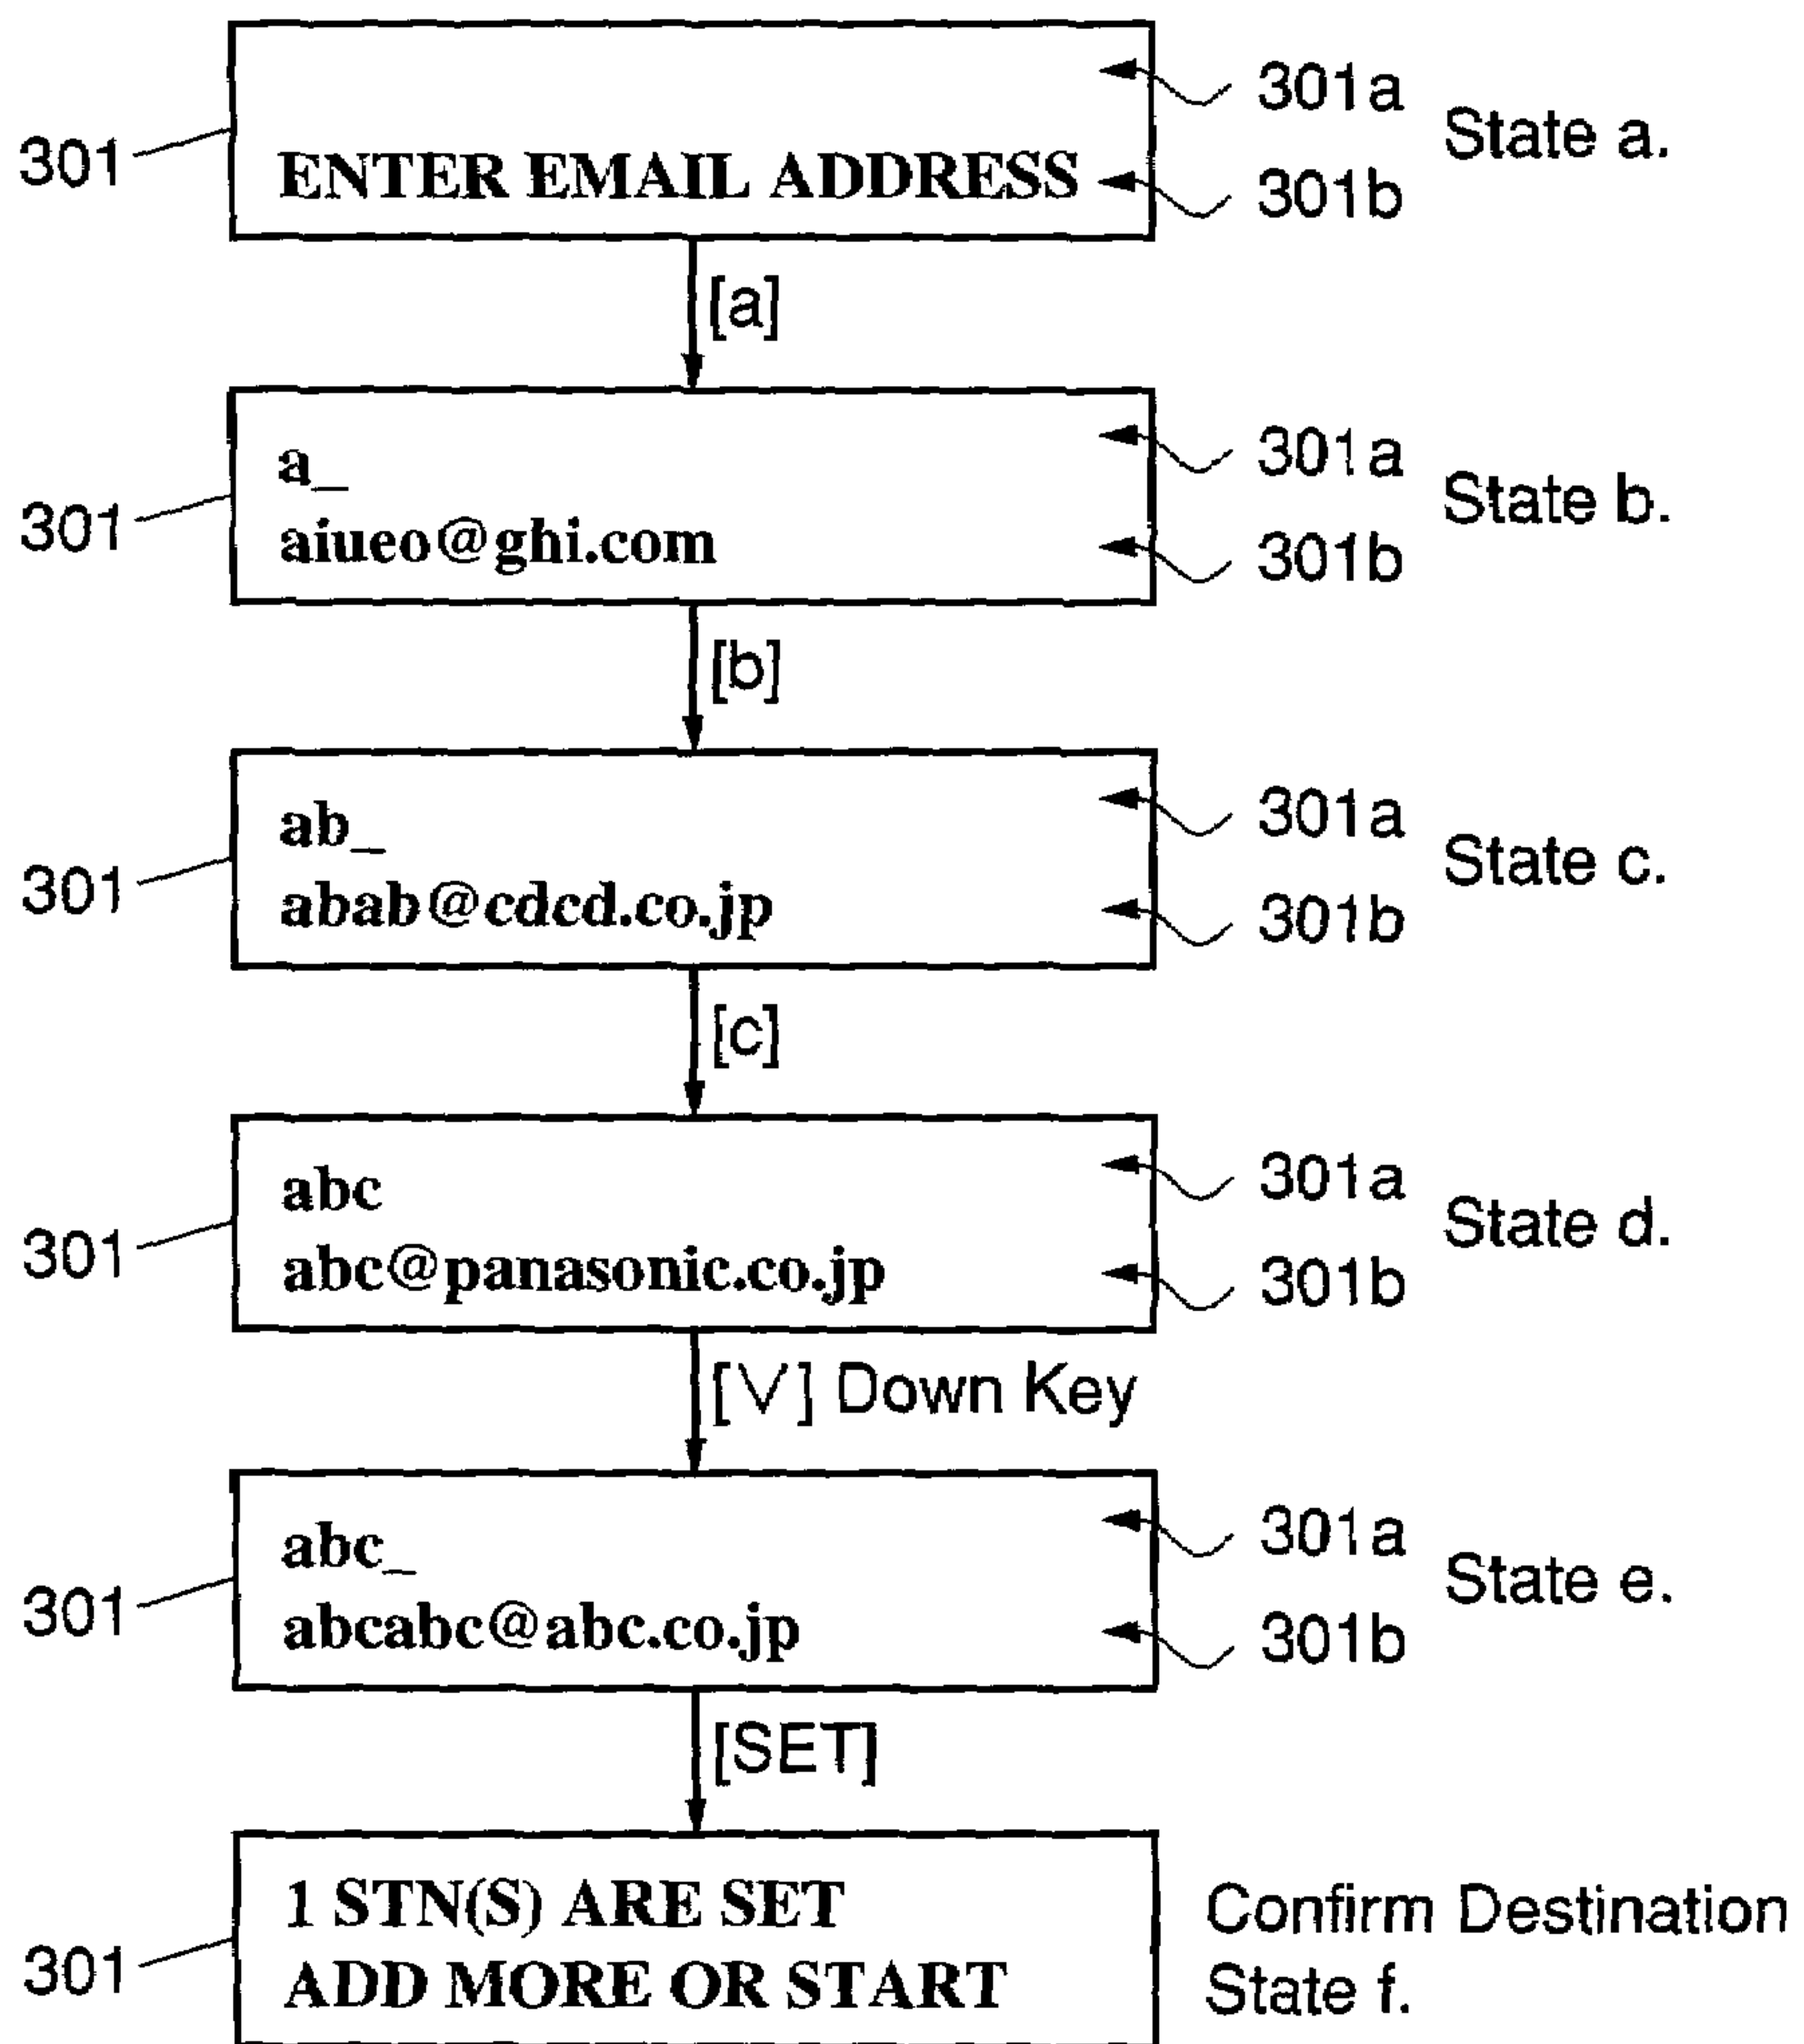 301a
State a.
301
ENTER EMAIL ADDRESS
301b
[a]
301a
a_
State b.
301
aiueo@ghi.com
301b
[b]
301a
ab_
State c.
301
abab@cdcd.co.jp
301b
[c]
301a
abc
State d.
301
abc@panasonic.co.jp
301b
[V] Down Key
301a
abc_
State e.
301
abcabc@abc.co.jp
301b
[SET]
1 STN(S) ARE SET
Confirm Destination
301
ADD MORE OR START
State f.